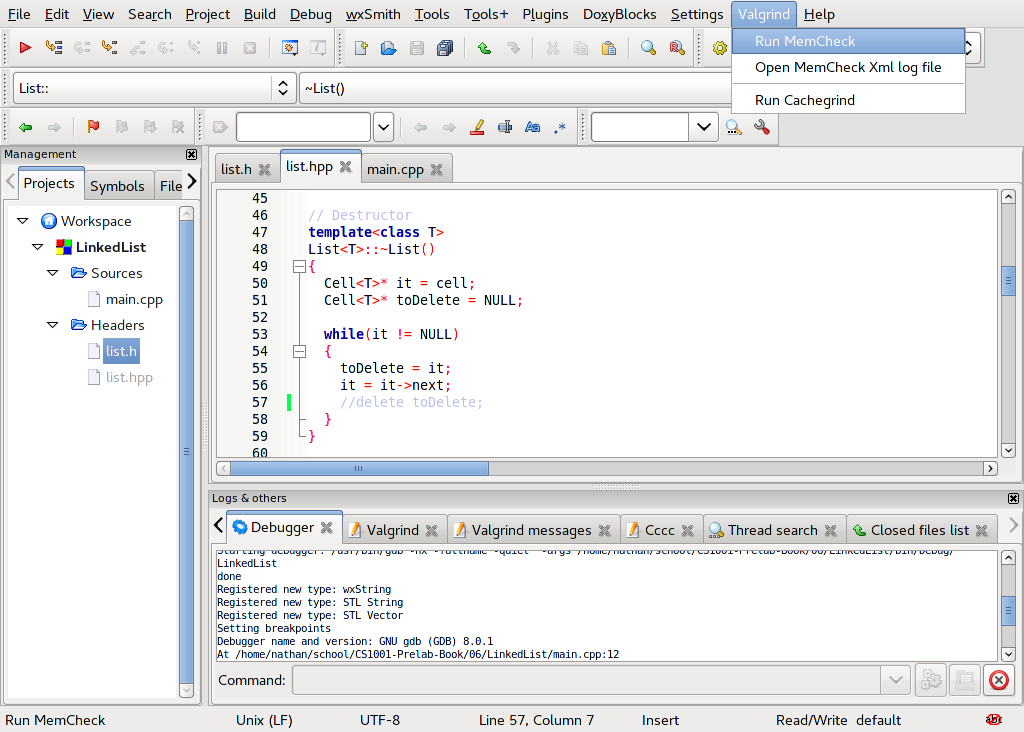 File Edit View Search Project Build Debug wxSmith Tools Tools+ Plugins DoxyBlocks Settings Valgrind Help
Run MemCheck
Open MemCheck Xml log file
Run Cachegrind
List:: ~List()
Management
Projects Symbols File
Workspace
LinkedList
Sources
main.cpp
Headers
list.h
list.hpp
list.h list.hpp main.cpp
45
46 // Destructor
47 template<class T>
48 List<T>::~List()
49 {
50 Cell<T>* it = cell;
51 Cell<T>* toDelete = NULL;
52
53 while(it != NULL)
54 {
55 toDelete = it;
56 it = it->next;
57 //delete toDelete;
58 }
59 }
60
Logs & others
Debugger Valgrind Valgrind messages Cccc Thread search Closed files list
Starting debugger: /usr/bin/gdb -nx -fullname -quiet -args /home/nathan/school/CS1001-Prelab-Book/06/LinkedList/bin/Debug/
LinkedList
done
Registered new type: wxString
Registered new type: STL String
Registered new type: STL Vector
Setting breakpoints
Debugger name and version: GNU gdb (GDB) 8.0.1
At /home/nathan/school/CS1001-Prelab-Book/06/LinkedList/main.cpp:12
Command:
Run MemCheck Unix (LF) UTF-8 Line 57, Column 7 Insert Read/Write default abc